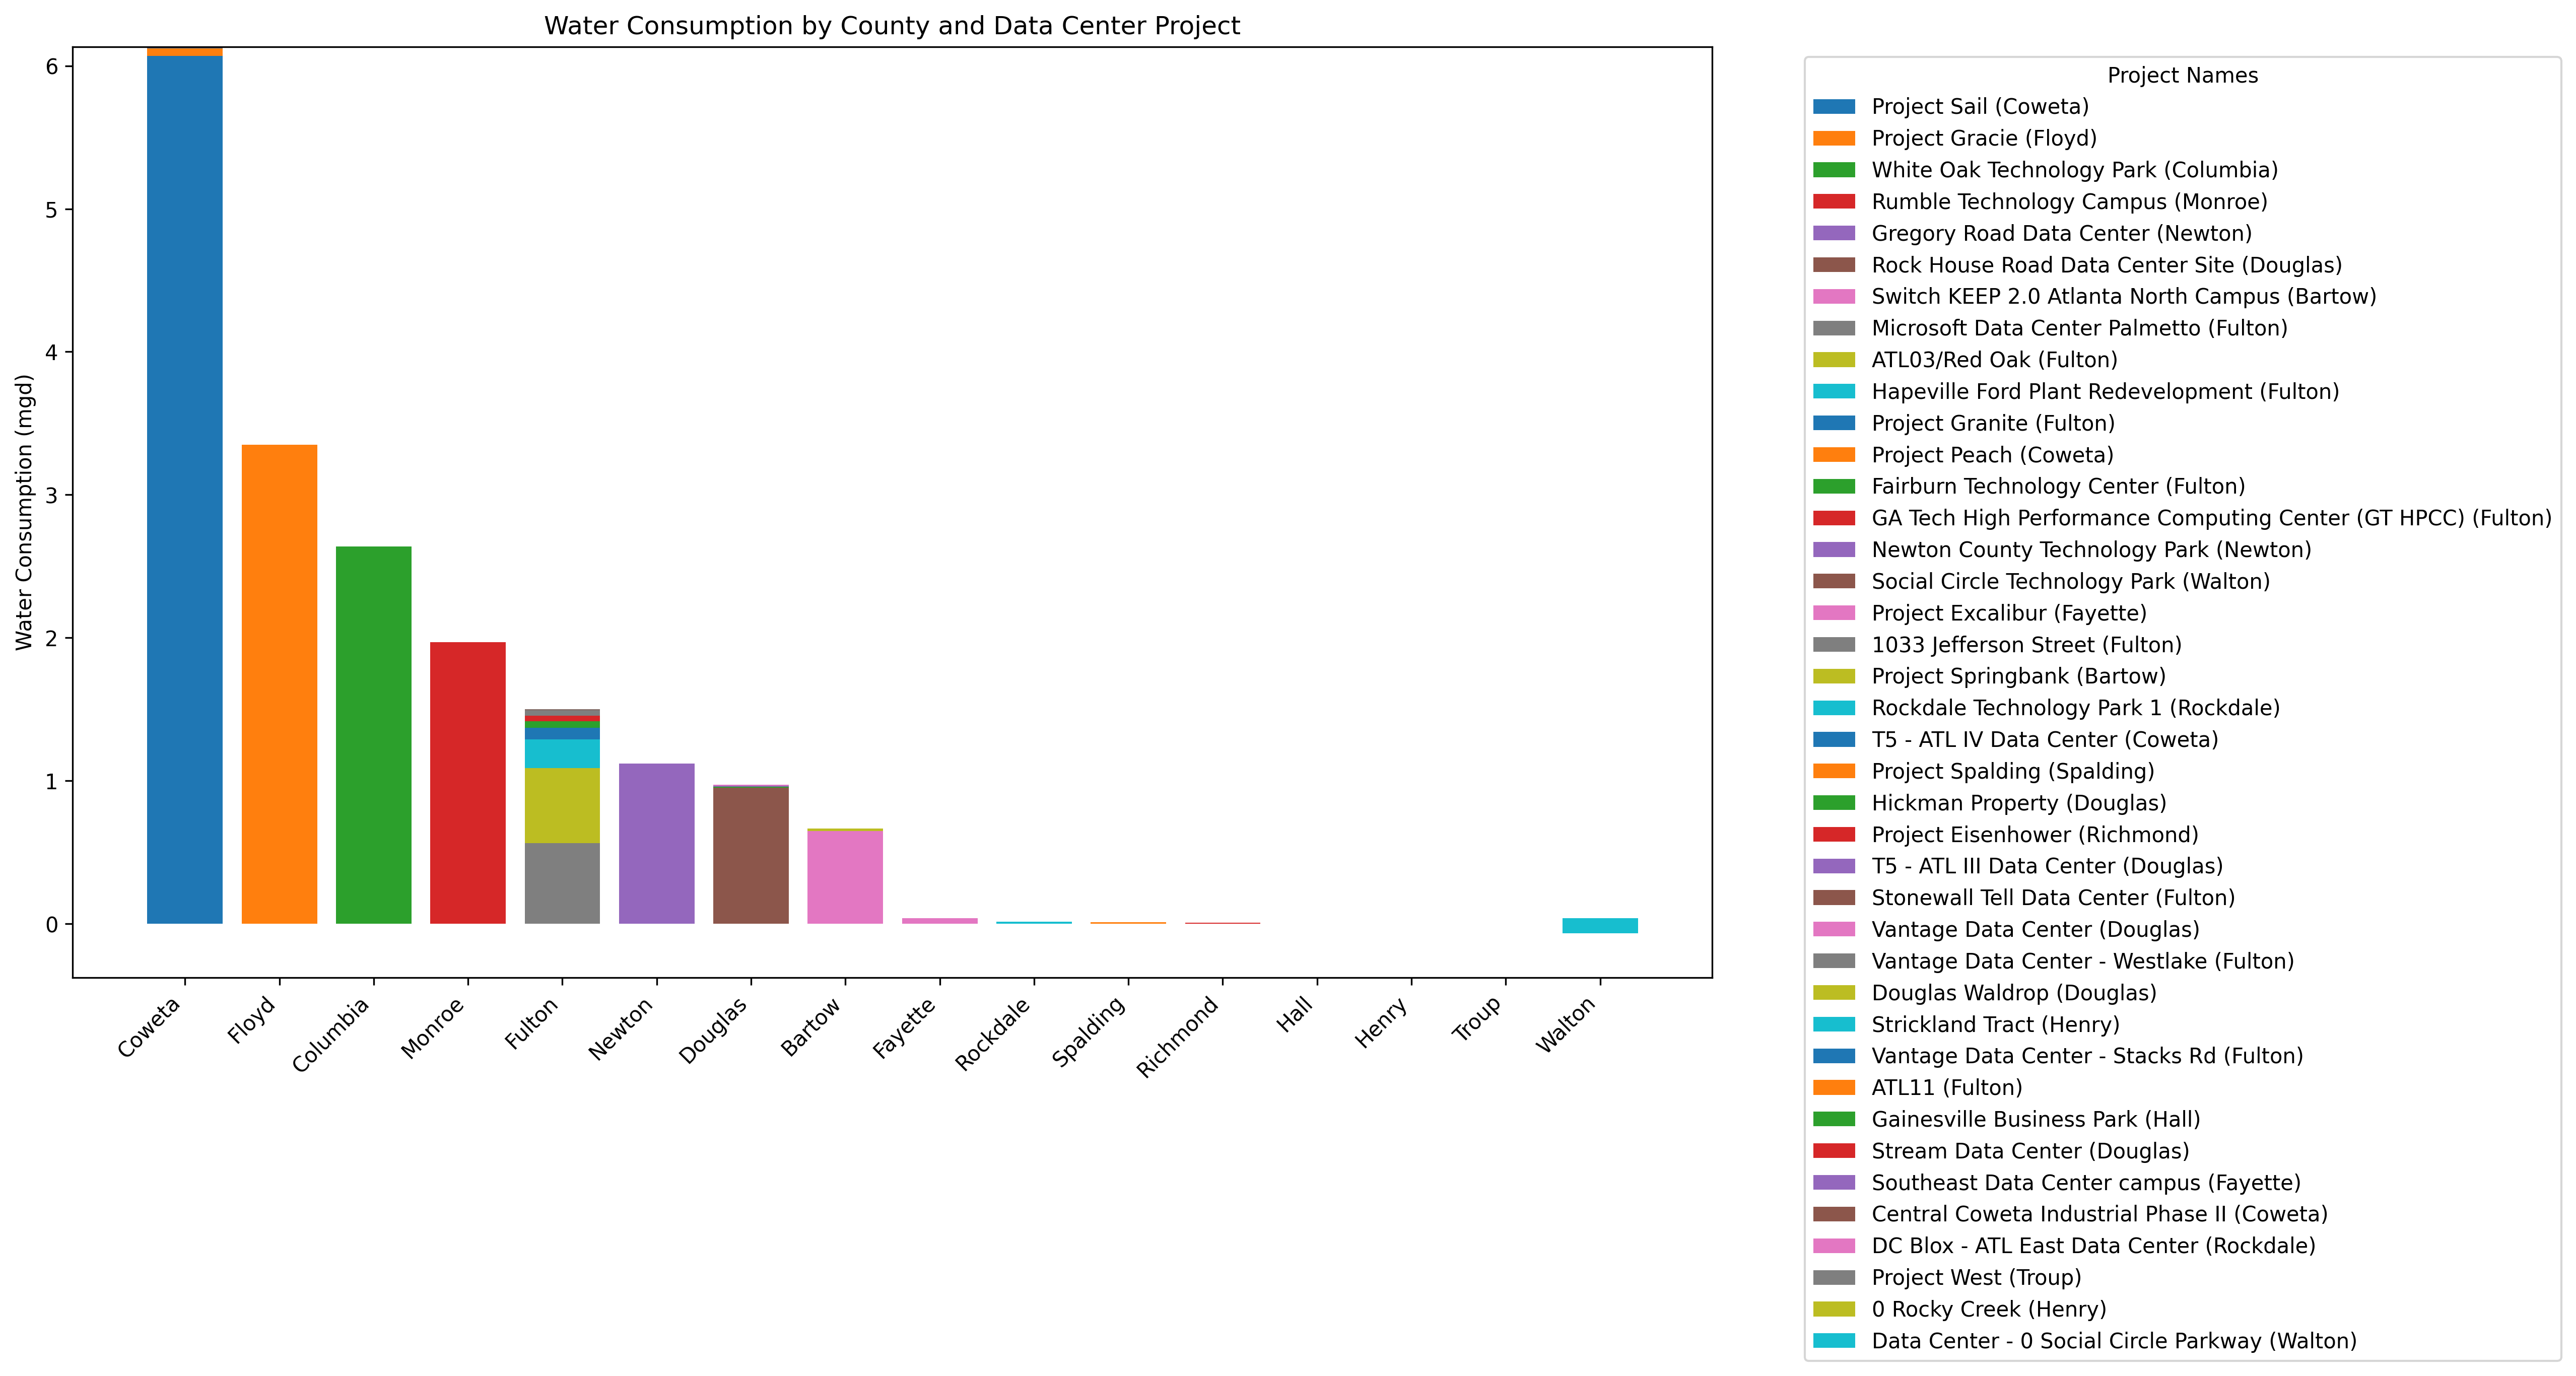 Water Consumption by County and Data Center Project
Water Consumption (mgd)
6
5
4
3
2
1
0
Coweta
Floyd
Columbia
Monroe
Fulton
Newton
Douglas
Bartow
Fayette
Rockdale
Spalding
Richmond
Hall
Henry
Troup
Walton
Project Names
Project Sail (Coweta)
Project Gracie (Floyd)
White Oak Technology Park (Columbia)
Rumble Technology Campus (Monroe)
Gregory Road Data Center (Newton)
Rock House Road Data Center Site (Douglas)
Switch KEEP 2.0 Atlanta North Campus (Bartow)
Microsoft Data Center Palmetto (Fulton)
ATL03/Red Oak (Fulton)
Hapeville Ford Plant Redevelopment (Fulton)
Project Granite (Fulton)
Project Peach (Coweta)
Fairburn Technology Center (Fulton)
GA Tech High Performance Computing Center (GT HPCC) (Fulton)
Newton County Technology Park (Newton)
Social Circle Technology Park (Walton)
Project Excalibur (Fayette)
1033 Jefferson Street (Fulton)
Project Springbank (Bartow)
Rockdale Technology Park 1 (Rockdale)
T5 - ATL IV Data Center (Coweta)
Project Spalding (Spalding)
Hickman Property (Douglas)
Project Eisenhower (Richmond)
T5 - ATL III Data Center (Douglas)
Stonewall Tell Data Center (Fulton)
Vantage Data Center (Douglas)
Vantage Data Center - Westlake (Fulton)
Douglas Waldrop (Douglas)
Strickland Tract (Henry)
Vantage Data Center - Stacks Rd (Fulton)
ATL11 (Fulton)
Gainesville Business Park (Hall)
Stream Data Center (Douglas)
Southeast Data Center campus (Fayette)
Central Coweta Industrial Phase II (Coweta)
DC Blox - ATL East Data Center (Rockdale)
Project West (Troup)
0 Rocky Creek (Henry)
Data Center - 0 Social Circle Parkway (Walton)